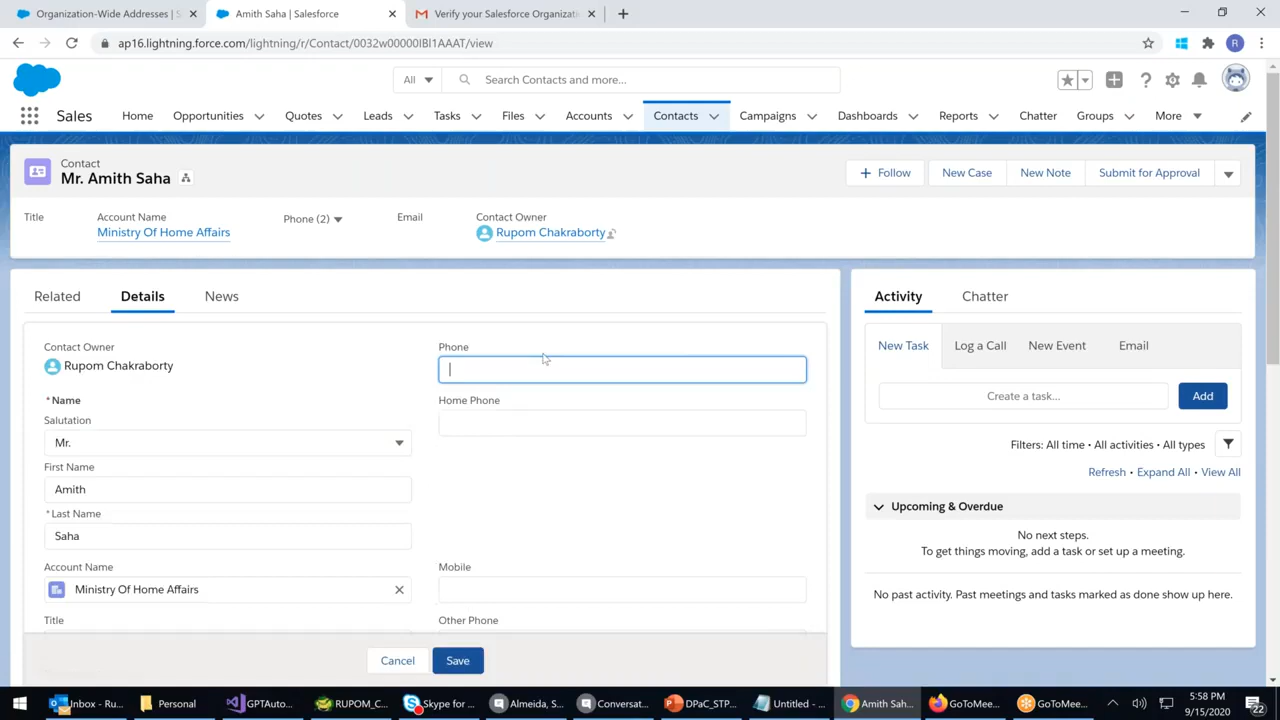 Organization-Wide Addresses | S
Amith Saha | Salesforce
Verify your Salesforce Organizati
ap16.lightning.force.com/lightning/r/Contact/0032w00000IBl1AAAT/view
R
All
Search Contacts and more...
Sales
Home
Opportunities
Quotes
Leads
Tasks
Files
Accounts
Contacts
Campaigns
Dashboards
Reports
Chatter
Groups
More
Contact
Mr. Amith Saha
+ Follow
New Case
New Note
Submit for Approval
Title
Account Name
Phone (2)
Email
Contact Owner
Ministry Of Home Affairs
Rupom Chakraborty
Related
Details
News
Contact Owner
Rupom Chakraborty
Phone
Home Phone
* Name
Salutation
Mr.
First Name
Amith
* Last Name
Saha
Account Name
Ministry Of Home Affairs
Mobile
Title
Other Phone
Cancel
Save
Activity
Chatter
New Task
Log a Call
New Event
Email
Create a task...
Add
Filters: All time • All activities • All types
Refresh • Expand All • View All
Upcoming & Overdue
No next steps.
To get things moving, add a task or set up a meeting.
No past activity. Past meetings and tasks marked as done show up here.
Inbox - Ru...
Personal
GPTAuto...
RUPOM_C...
Skype for ...
Almeida, S...
Conversat...
DPaC_STP...
Untitled - ...
Amith Sah...
GoToMee...
GoToMee...
5:58 PM
9/15/2020
22